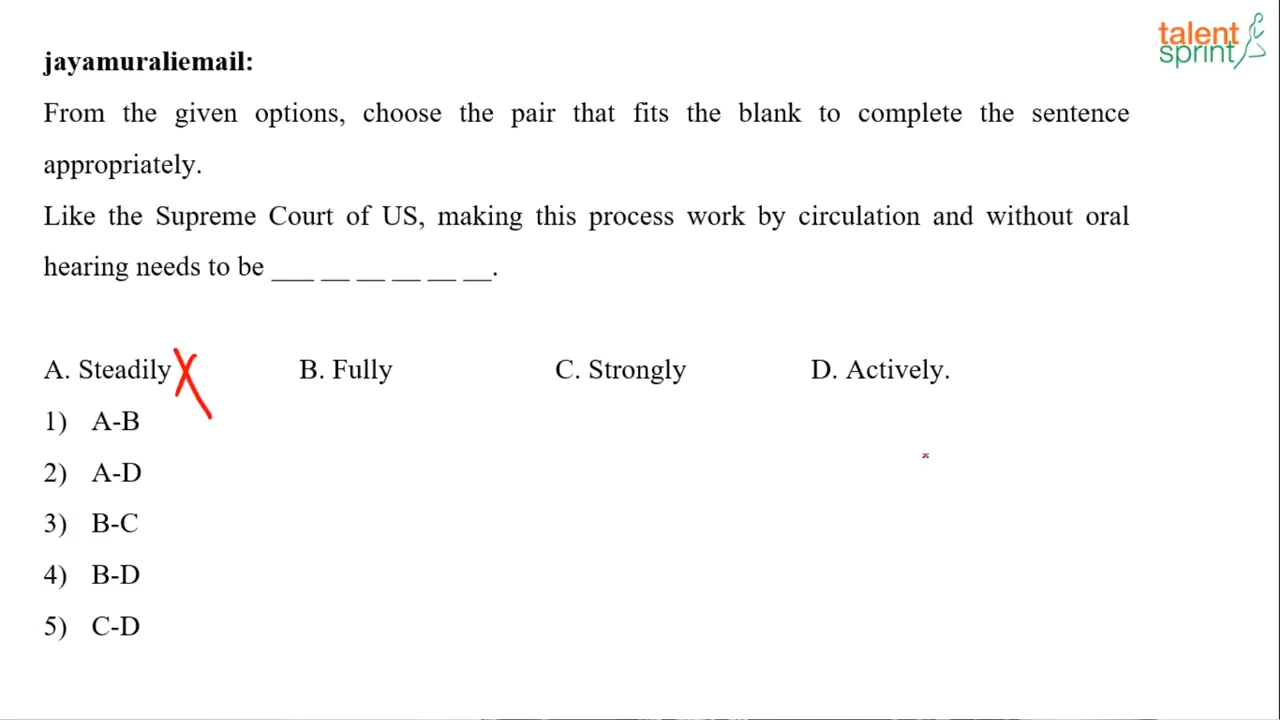 talent
sprint
jayamuraliemail:
From the given options, choose the pair that fits the blank to complete the sentence
appropriately.
Like the Supreme Court of US, making this process work by circulation and without oral
hearing needs to be ___ __ __ __ __ __.
A. Steadily B. Fully C. Strongly D. Actively.
1) A-B
2) A-D
3) B-C
4) B-D
5) C-D